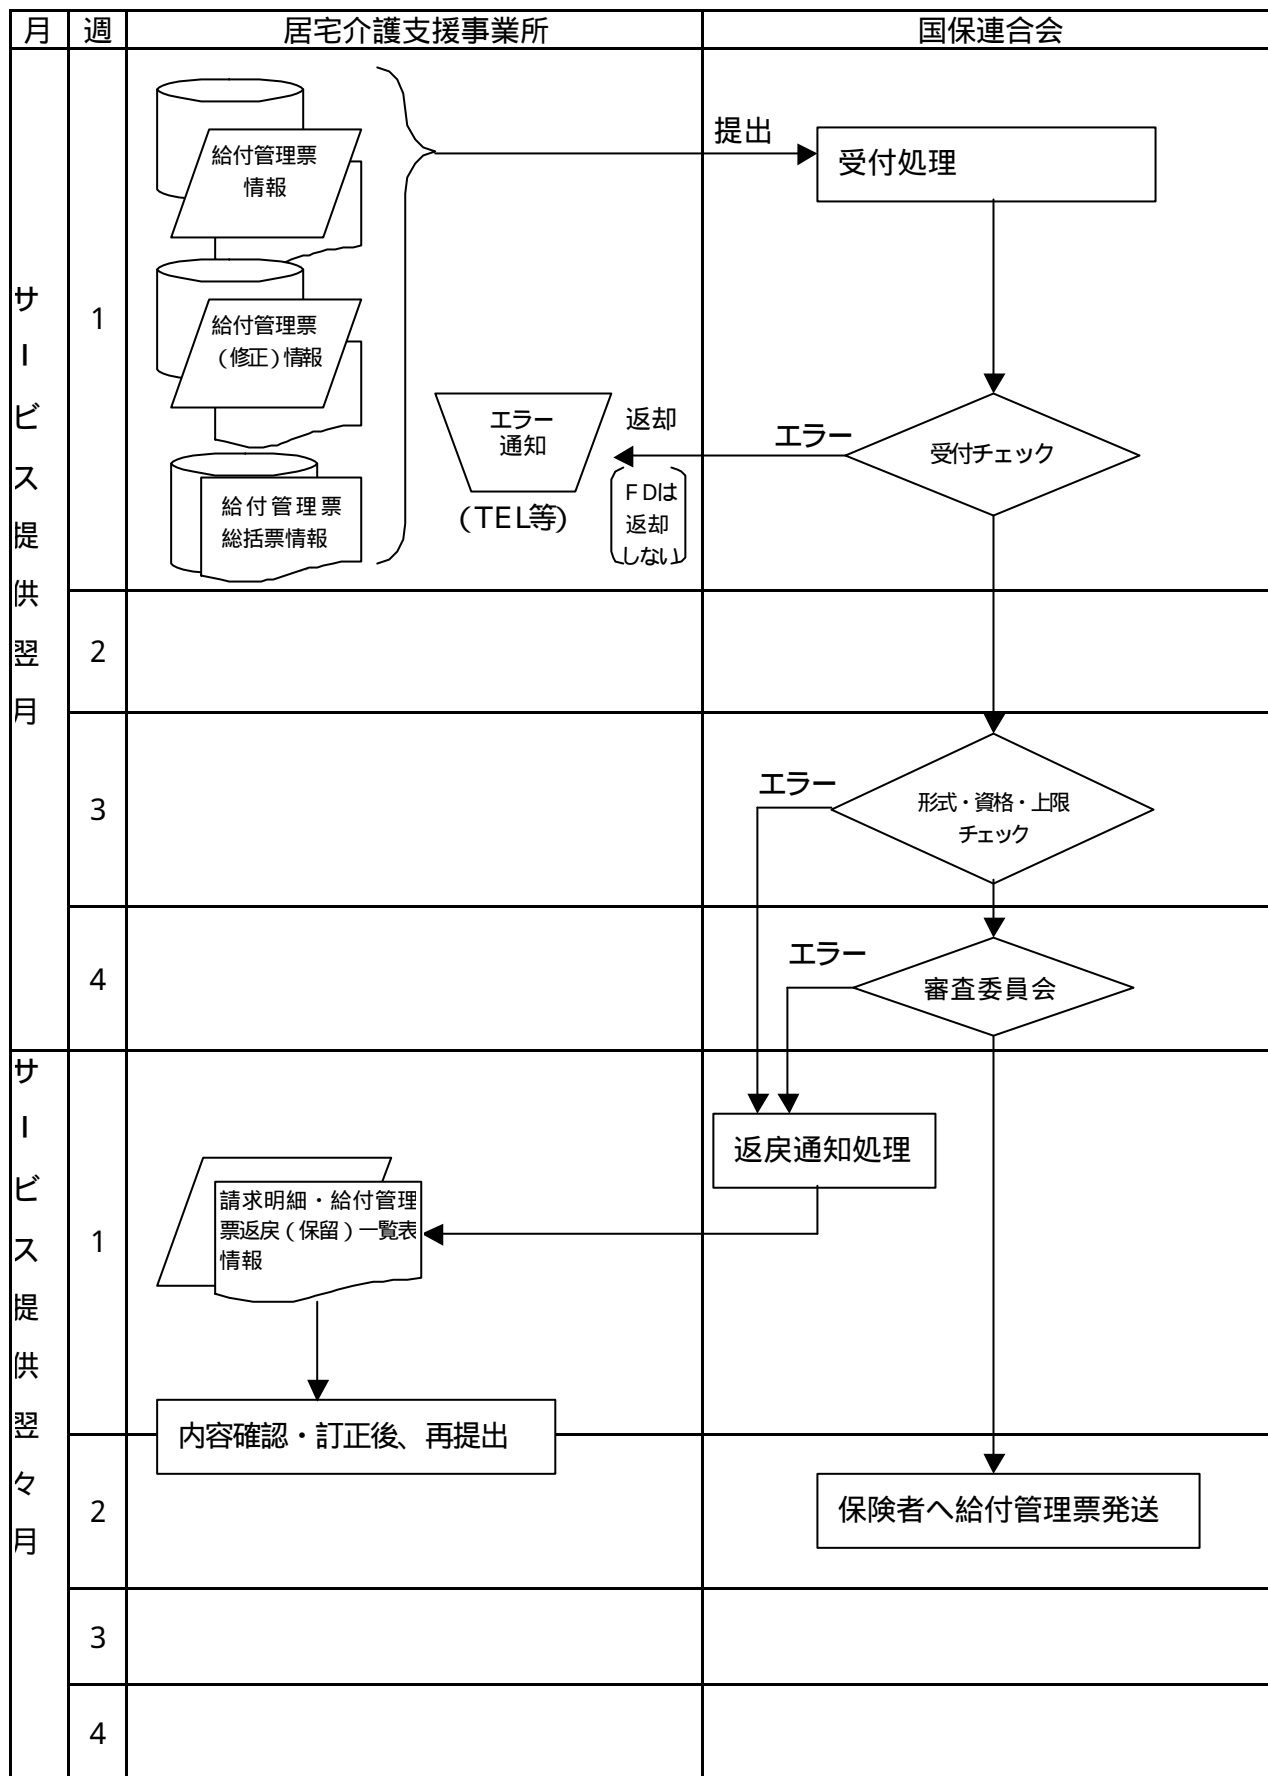 月 週 居宅介護支援事業所 国保連合会
サービス提供翌月
1
給付管理票
情報
給付管理票
(修正)情報
給付管理票
総括票情報
提出
受付処理
エラー
通知
(TEL等)
返却
FDは
返却
しない
エラー
受付チェック
2
3
エラー
形式・資格・上限
チェック
4
エラー
審査委員会
サービス提供翌々月
1
返戻通知処理
請求明細・給付管理
票返戻(保留)一覧表
情報
内容確認・訂正後、再提出
2
保険者へ給付管理票発送
3
4